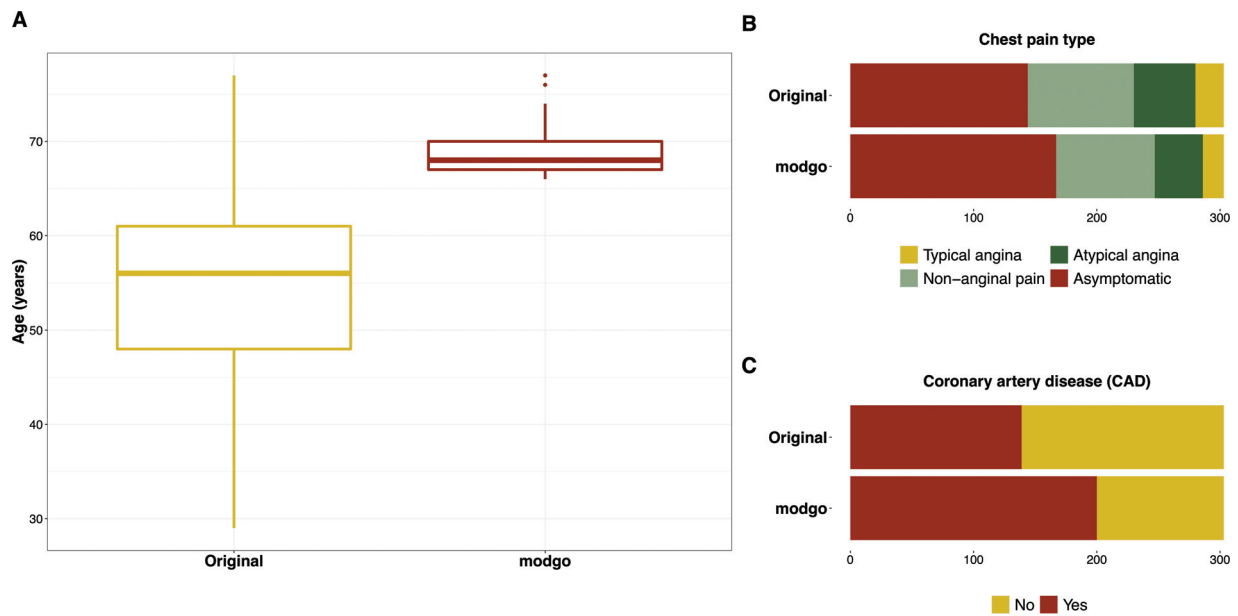 A
Age (years)
70
60
50
40
30
Original
modgo
B
Chest pain type
Original
modgo
0 100 200 300
Typical angina Atypical angina
Non-anginal pain Asymptomatic
C
Coronary artery disease (CAD)
Original
modgo
0 100 200 300
No Yes